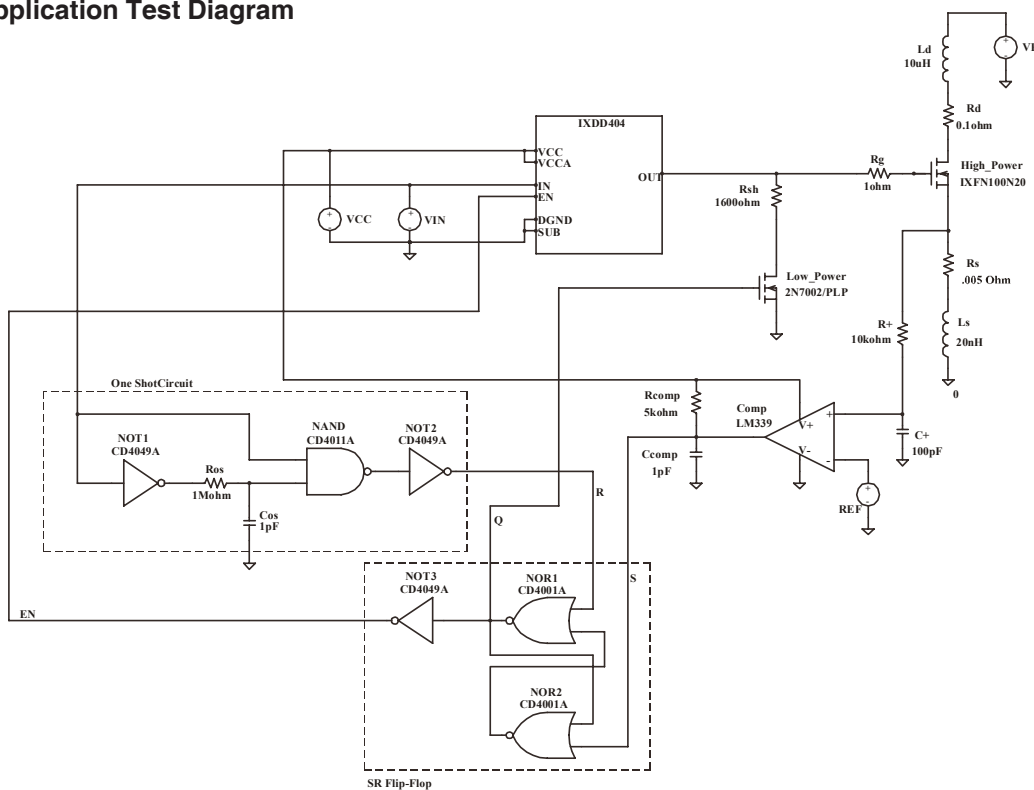 pplication Test Diagram
Ld
10uH
Rd
0.1ohm
IXDD404
VCC
VCCA
IN
EN
DGND
SUB
OUT
VCC
VIN
Rg
1ohm
High_Power
IXFN100N20
Rsh
1600ohm
Low_Power
2N7002/PLP
Rs
.005 Ohm
R+
10kohm
Ls
20nH
0
One ShotCircuit
NOT1
CD4049A
Ros
1Mohm
Cos
1pF
NAND
CD4011A
NOT2
CD4049A
Rcomp
5kohm
Ccomp
1pF
Comp
LM339
V+
V-
+
-
C+
100pF
REF
R
Q
S
EN
NOT3
CD4049A
NOR1
CD4001A
NOR2
CD4001A
SR Flip-Flop